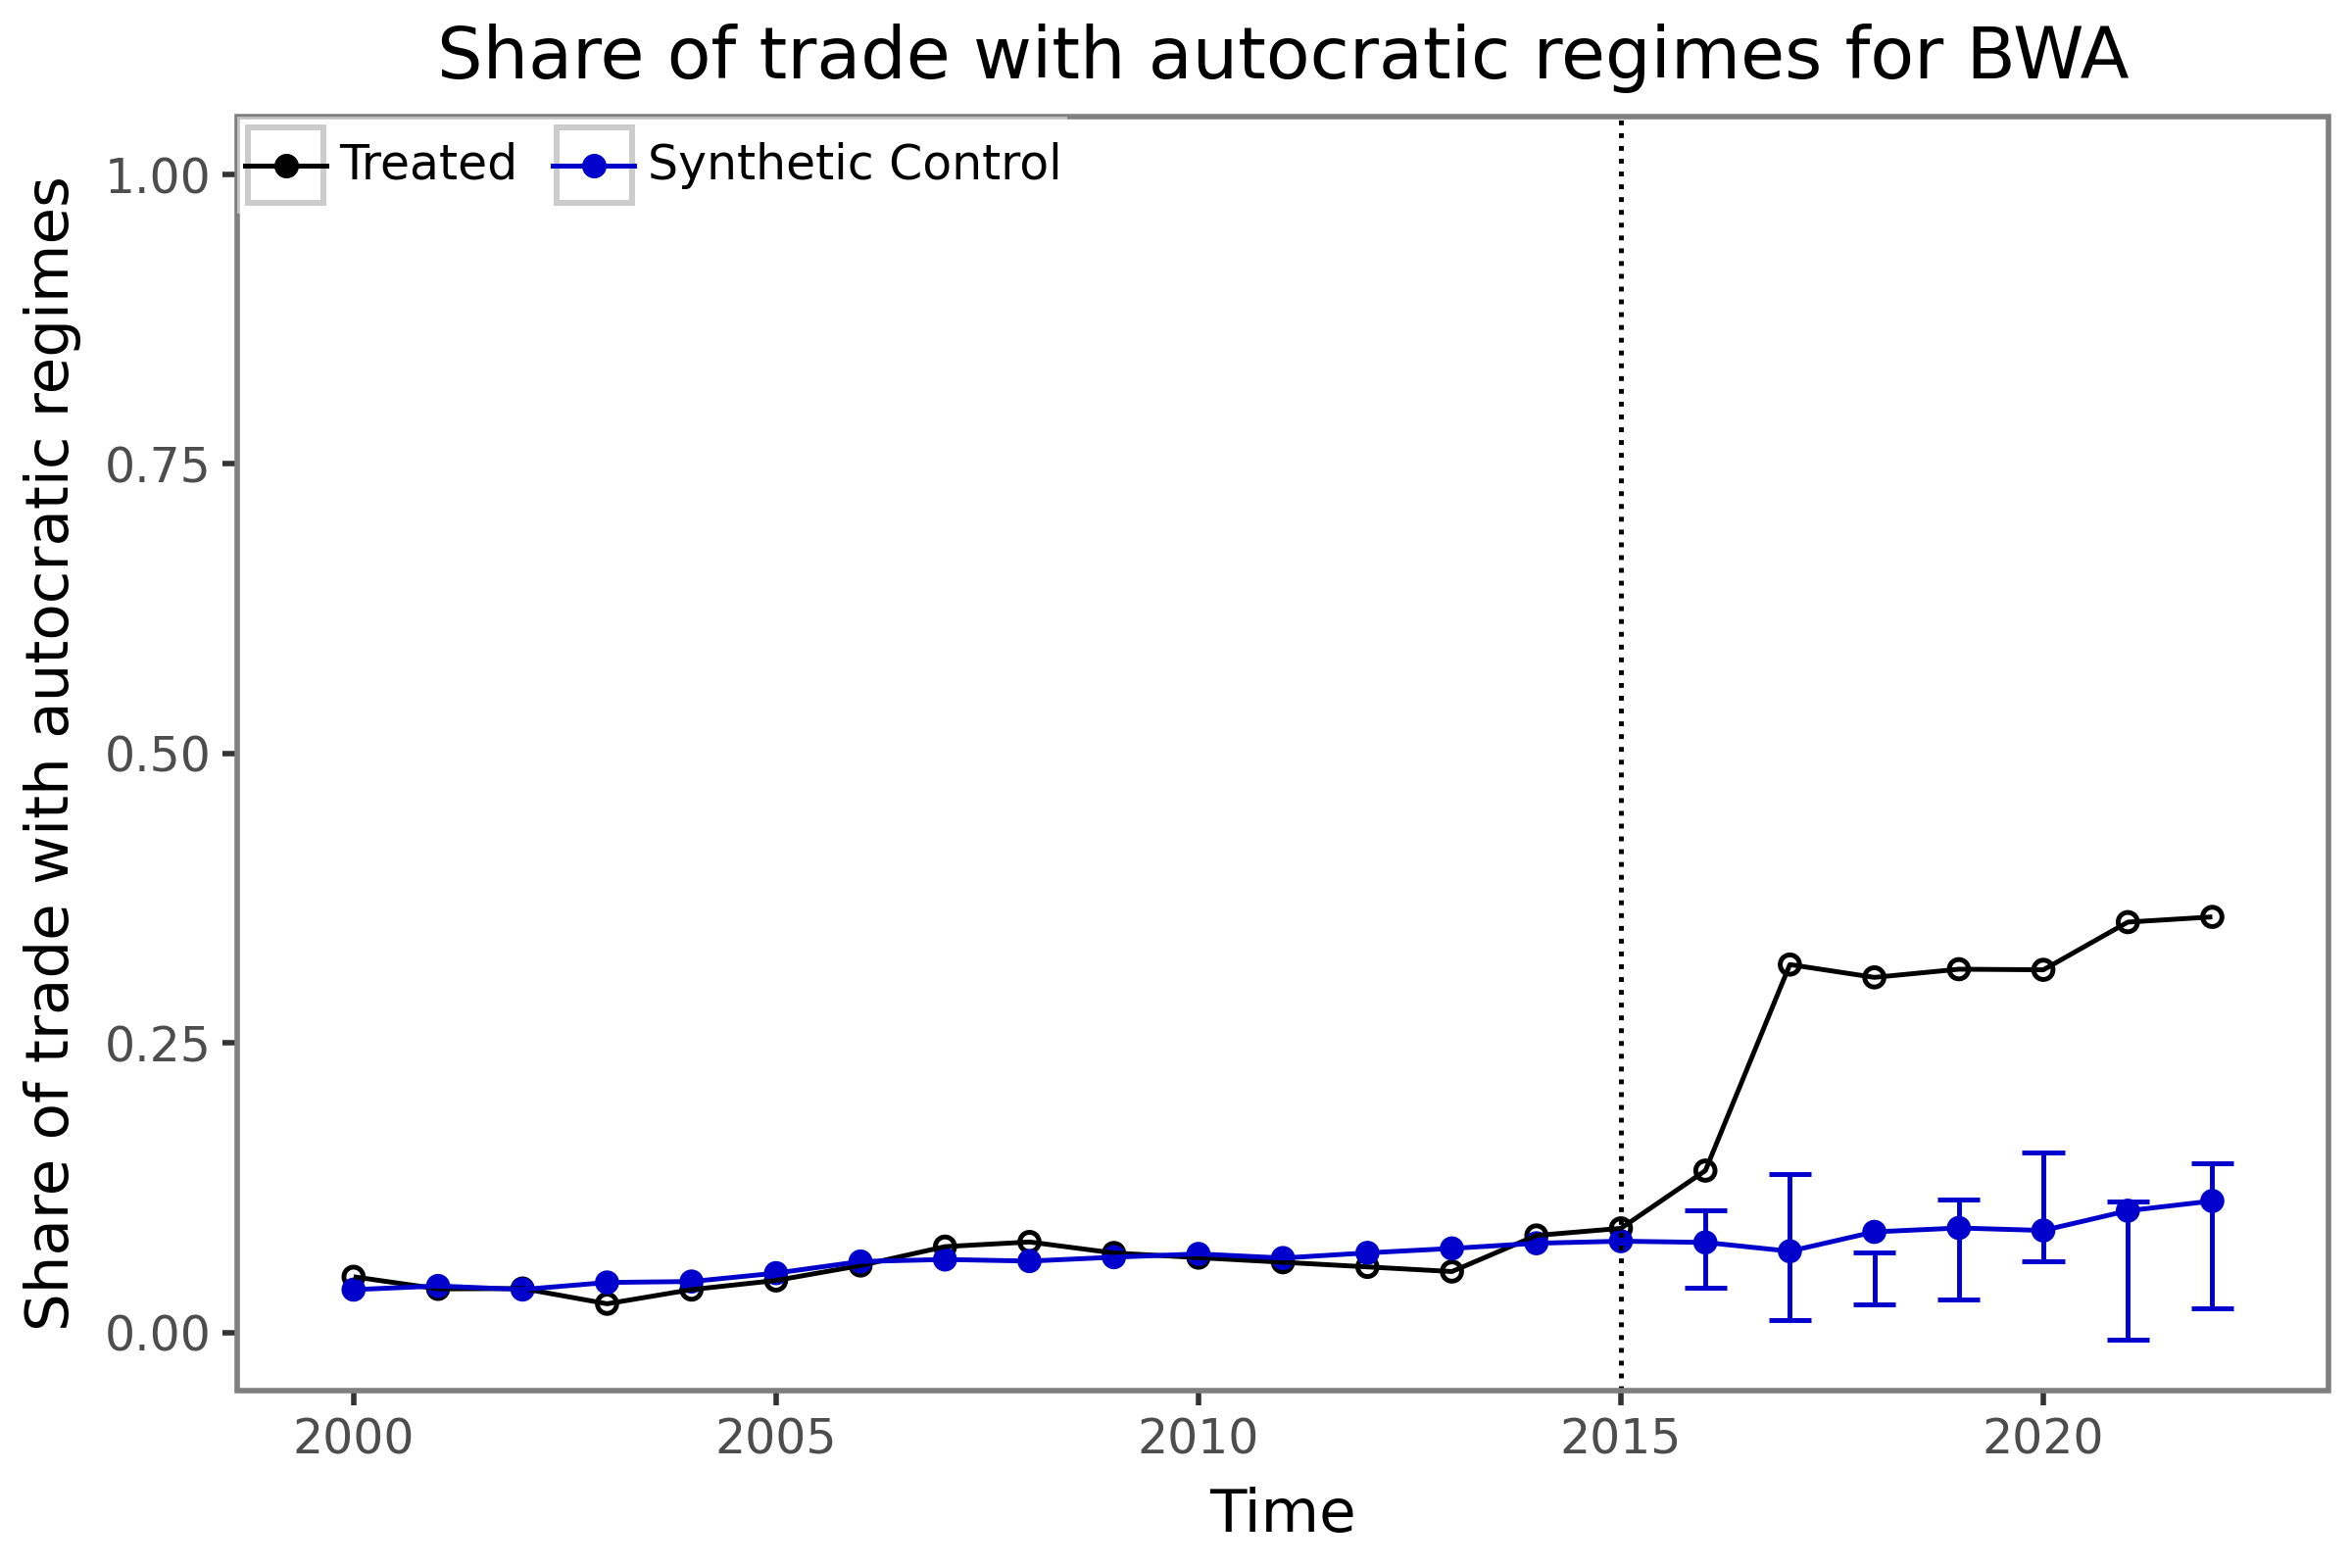 Share of trade with autocratic regimes for BWA
Treated
Synthetic Control
Share of trade with autocratic regimes
1.00
0.75
0.50
0.25
0.00
2000
2005
2010
2015
2020
Time